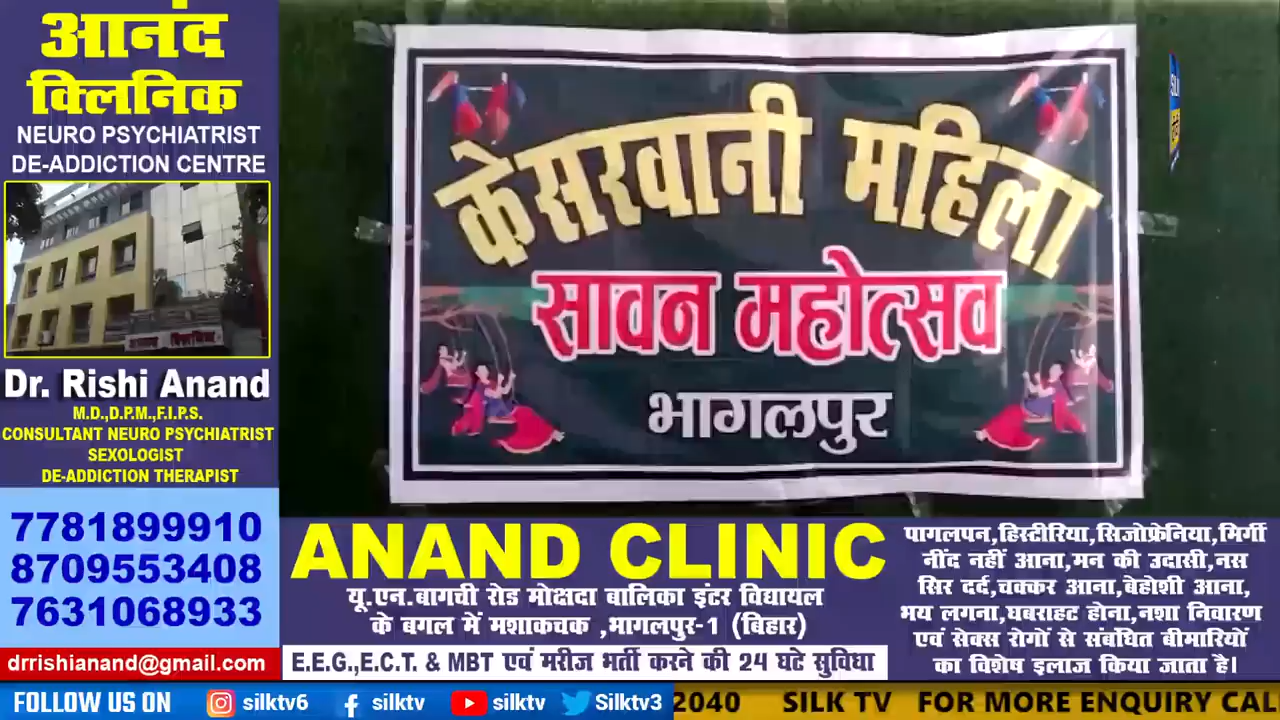 आनंद
क्लिनिक
NEURO PSYCHIATRIST
DE-ADDICTION CENTRE
Dr. Rishi Anand
M.D.,D.P.M.,F.I.P.S.
CONSULTANT NEURO PSYCHIATRIST
SEXOLOGIST
DE-ADDICTION THERAPIST
7781899910
8709553408
7631068933
drrishianand@gmail.com
केसरवानी महिला
सावन महोत्सव
भागलपुर
SILK
ANAND CLINIC
यू.एन.बागची रोड मोक्षदा बालिका इंटर विद्यायल
के बगल में मशाकचक ,भागलपुर-1 (बिहार)
E.E.G.,E.C.T. & MBT एवं मरीज भर्ती करने की 24 घटे सुविधा
पागलपन,हिस्टीरिया,सिजोफ्रेनिया,मिर्गी
नींद नहीं आना,मन की उदासी,नस
सिर दर्द,चक्कर आना,बेहोशी आना,
भय लगना,घबराहट होना,नशा निवारण
एवं सेक्स रोगों से संबंधित बीमारियों
का विशेष इलाज किया जाता है।
FOLLOW US ON silktv6 silktv silktv Silktv3 2040 SILK TV FOR MORE ENQUIRY CAL